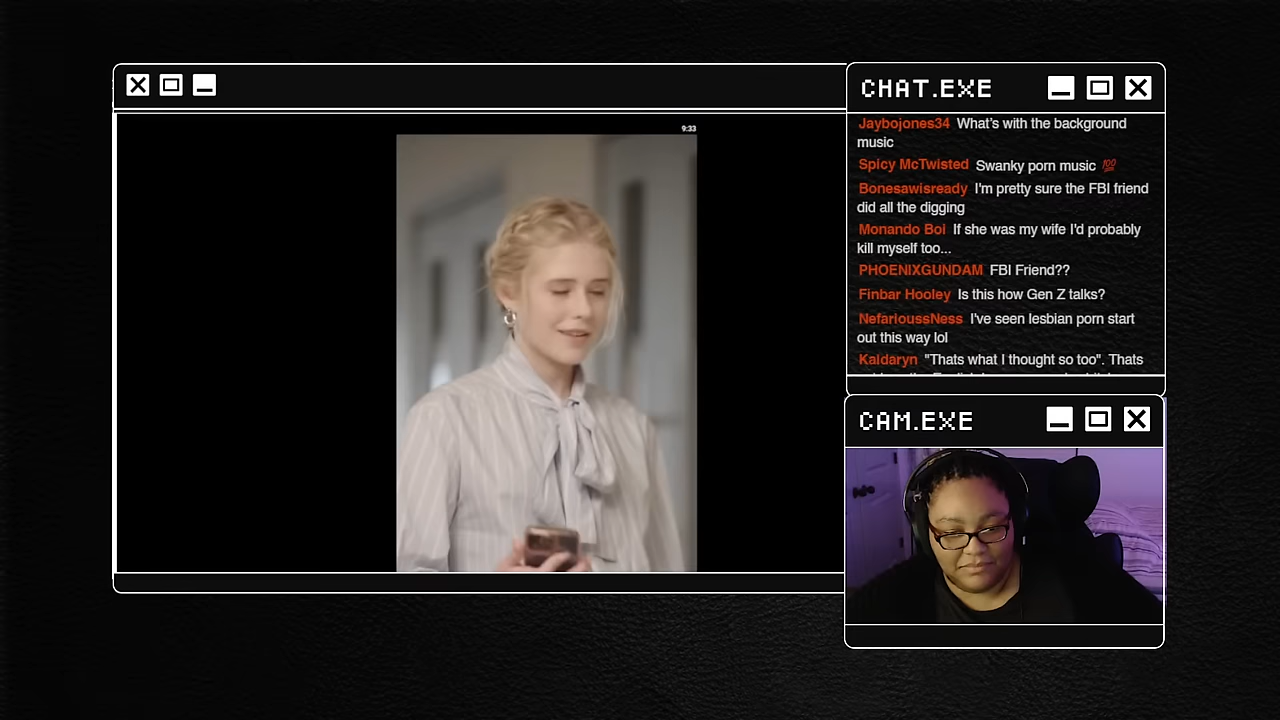 9:33
CHAT.EXE
Jaybojones34 What's with the background
music
Spicy McTwisted Swanky porn music 💯
Bonesawisready I'm pretty sure the FBI friend
did all the digging
Monando Boi If she was my wife I'd probably
kill myself too...
PHOENIXGUNDAM FBI Friend??
Finbar Hooley Is this how Gen Z talks?
NefarioussNess I've seen lesbian porn start
out this way lol
Kaldaryn "Thats what I thought so too". Thats
CAM.EXE